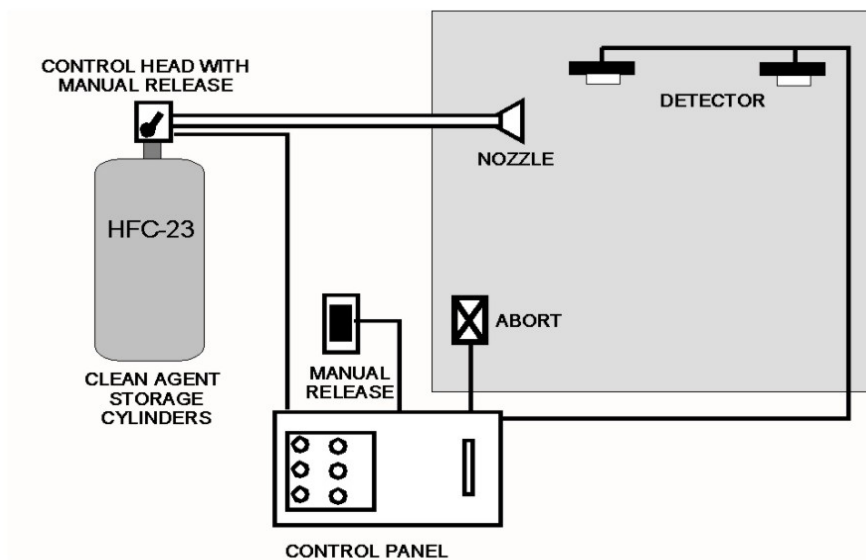 CONTROL HEAD WITH
MANUAL RELEASE
DETECTOR
NOZZLE
HFC-23
ABORT
MANUAL
RELEASE
CLEAN AGENT
STORAGE
CYLINDERS
CONTROL PANEL